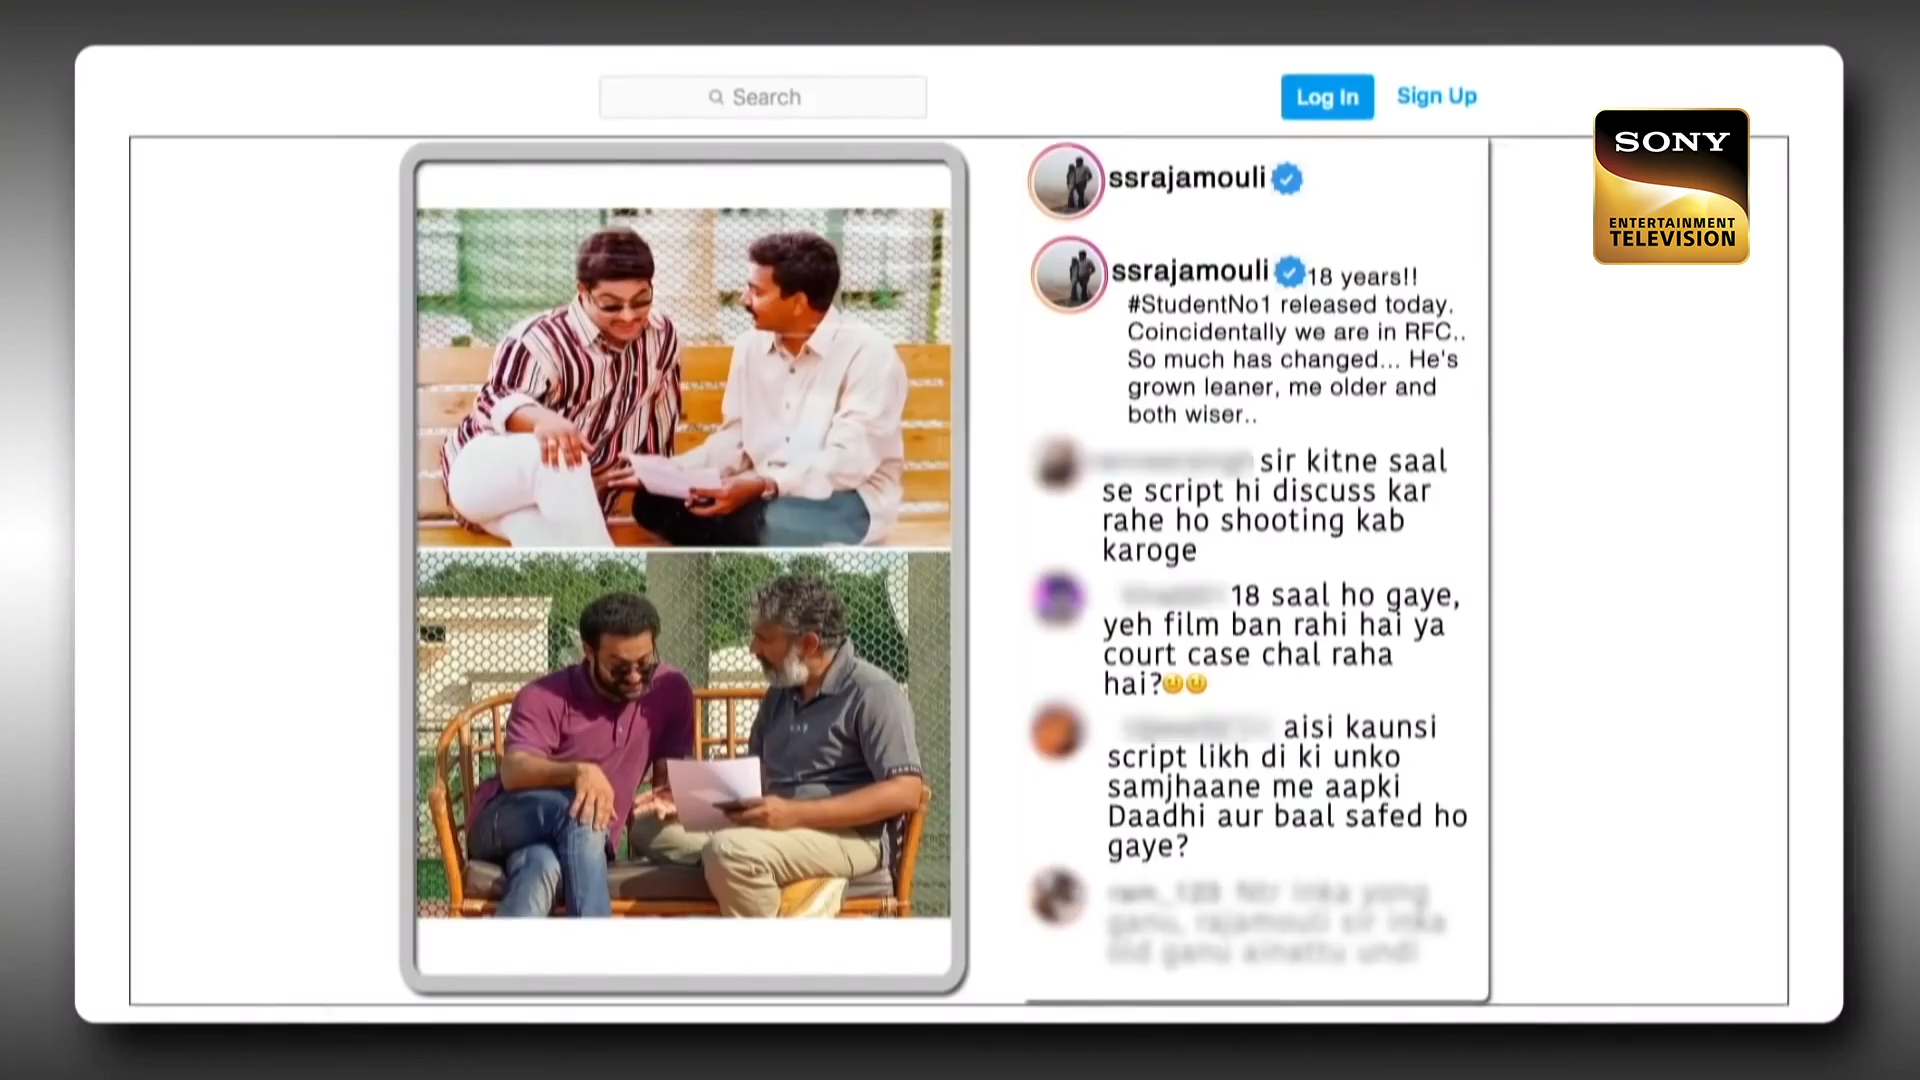 Search
Log In
Sign Up
SONY
ENTERTAINMENT
TELEVISION
ssrajamouli
ssrajamouli 18 years!!
#StudentNo1 released today.
Coincidentally we are in RFC..
So much has changed... He's
grown leaner, me older and
both wiser..
sir kitne saal
se script hi discuss kar
rahe ho shooting kab
karoge
18 saal ho gaye,
yeh film ban rahi hai ya
court case chal raha
hai?😐😐
aisi kaunsi
script likh di ki unko
samjhaane me aapki
Daadhi aur baal safed ho
gaye?